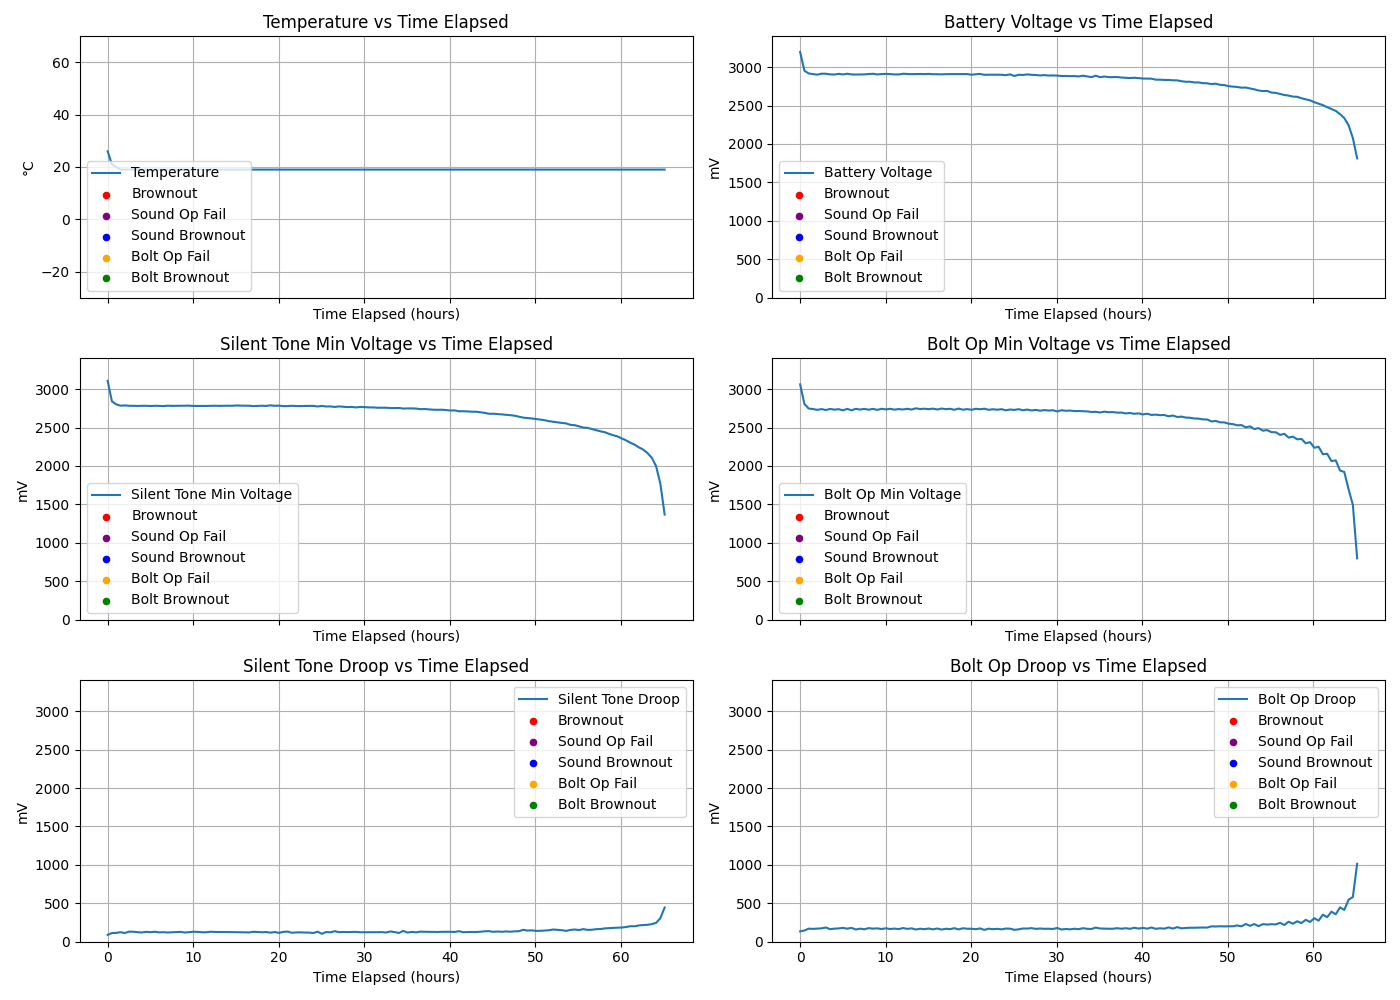 Temperature vs Time Elapsed
60
40
20
0
−20
°C
Temperature
Brownout
Sound Op Fail
Sound Brownout
Bolt Op Fail
Bolt Brownout
Time Elapsed (hours)
Battery Voltage vs Time Elapsed
3000
2500
2000
1500
1000
500
0
mV
Battery Voltage
Brownout
Sound Op Fail
Sound Brownout
Bolt Op Fail
Bolt Brownout
Time Elapsed (hours)
Silent Tone Min Voltage vs Time Elapsed
3000
2500
2000
1500
1000
500
0
mV
Silent Tone Min Voltage
Brownout
Sound Op Fail
Sound Brownout
Bolt Op Fail
Bolt Brownout
Time Elapsed (hours)
Bolt Op Min Voltage vs Time Elapsed
3000
2500
2000
1500
1000
500
0
mV
Bolt Op Min Voltage
Brownout
Sound Op Fail
Sound Brownout
Bolt Op Fail
Bolt Brownout
Time Elapsed (hours)
Silent Tone Droop vs Time Elapsed
3000
2500
2000
1500
1000
500
0
mV
Silent Tone Droop
Brownout
Sound Op Fail
Sound Brownout
Bolt Op Fail
Bolt Brownout
0 10 20 30 40 50 60
Time Elapsed (hours)
Bolt Op Droop vs Time Elapsed
3000
2500
2000
1500
1000
500
0
mV
Bolt Op Droop
Brownout
Sound Op Fail
Sound Brownout
Bolt Op Fail
Bolt Brownout
0 10 20 30 40 50 60
Time Elapsed (hours)